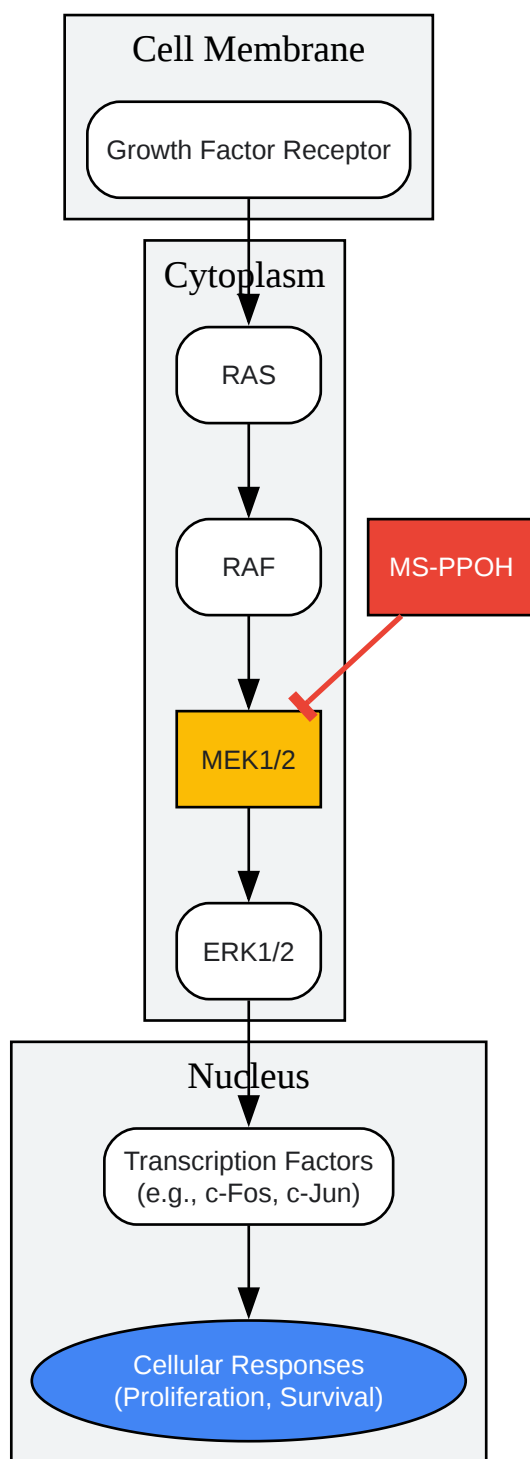 Cell Membrane
Growth Factor Receptor
Cytoplasm
RAS
RAF
MS-PPOH
MEK1/2
ERK1/2
Nucleus
Transcription Factors
(e.g., c-Fos, c-Jun)
Cellular Responses
(Proliferation, Survival)